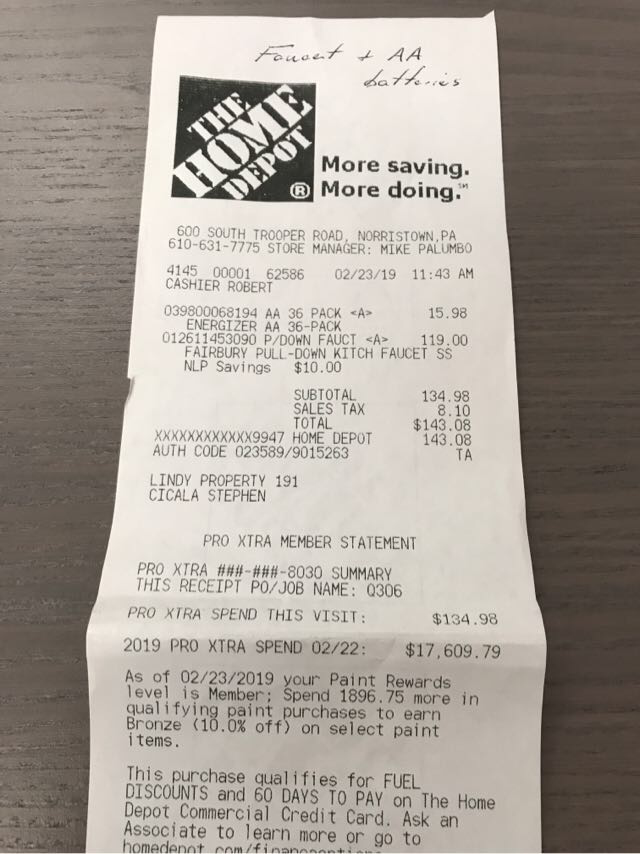 Faucet + AA
batteries
THE
HOME
DEPOT
®
More saving.
More doing.℠
600 SOUTH TROOPER ROAD, NORRISTOWN,PA
610-631-7775 STORE MANAGER: MIKE PALUMBO
4145 00001 62586 02/23/19 11:43 AM
CASHIER ROBERT
039800068194 AA 36 PACK <A> 15.98
ENERGIZER AA 36-PACK
012611453090 P/DOWN FAUCT <A> 119.00
FAIRBURY PULL-DOWN KITCH FAUCET SS
NLP Savings $10.00
SUBTOTAL 134.98
SALES TAX 8.10
TOTAL $143.08
XXXXXXXXXXXX9947 HOME DEPOT 143.08
AUTH CODE 023589/9015263 TA
LINDY PROPERTY 191
CICALA STEPHEN
PRO XTRA MEMBER STATEMENT
PRO XTRA ###-###-8030 SUMMARY
THIS RECEIPT PO/JOB NAME: Q306
PRO XTRA SPEND THIS VISIT: $134.98
2019 PRO XTRA SPEND 02/22: $17,609.79
As of 02/23/2019 your Paint Rewards
level is Member; Spend 1896.75 more in
qualifying paint purchases to earn
Bronze (10.0% off) on select paint
items.
This purchase qualifies for FUEL
DISCOUNTS and 60 DAYS TO PAY on The Home
Depot Commercial Credit Card. Ask an
Associate to learn more or go to